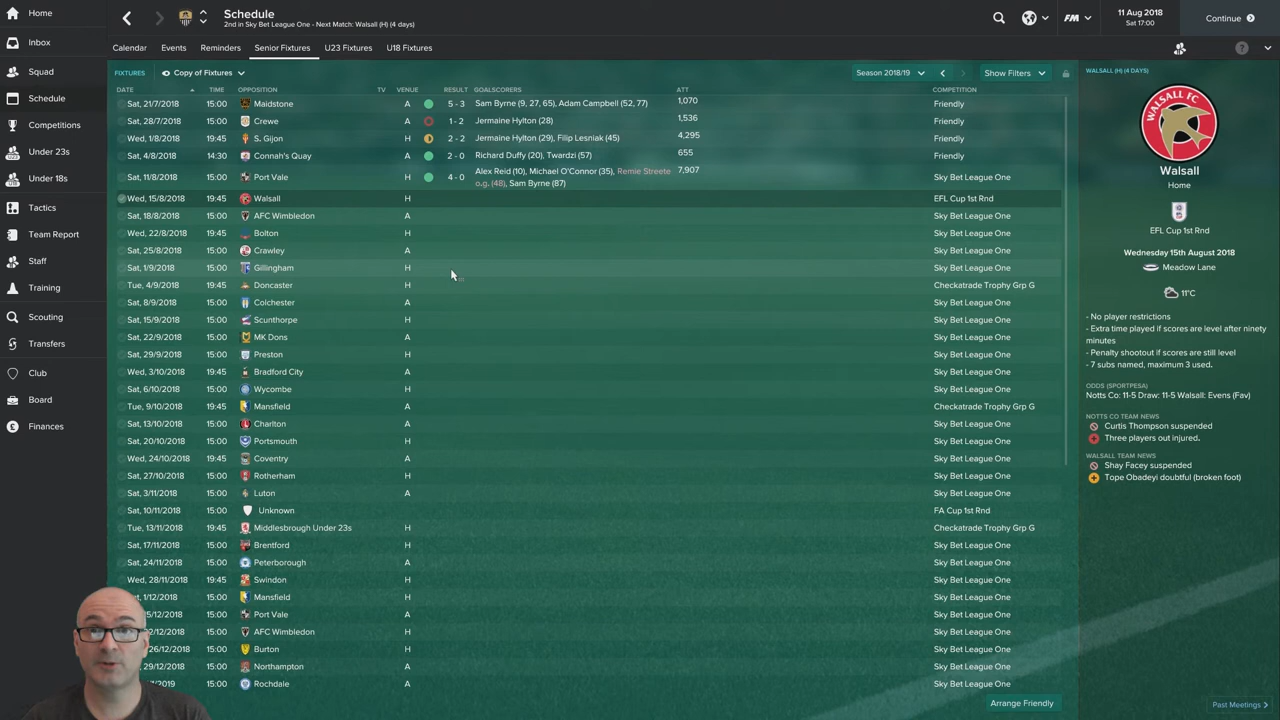 Home
Inbox
Squad
Schedule
Competitions
Under 23s
Under 18s
Tactics
Team Report
Staff
Training
Scouting
Transfers
Club
Board
Finances
Schedule
2nd in Sky Bet League One - Next Match: Walsall (H) (4 days)
FM
11 Aug 2018
Sat 17:00
Continue
Calendar Events Reminders Senior Fixtures U23 Fixtures U18 Fixtures
FIXTURES Copy of Fixtures Season 2018/19 Show Filters
DATE TIME OPPOSITION TV VENUE RESULT GOALSCORERS ATT COMPETITION
Sat, 21/7/2018 15:00 Maidstone A 5 - 3 Sam Byrne (9, 27, 65), Adam Campbell (52, 77) 1,070 Friendly
Sat, 28/7/2018 15:00 Crewe A 1 - 2 Jermaine Hylton (28) 1,536 Friendly
Wed, 1/8/2018 19:45 S. Gijon H 2 - 2 Jermaine Hylton (29), Filip Lesniak (45) 4,295 Friendly
Sat, 4/8/2018 14:30 Connah's Quay A 2 - 0 Richard Duffy (20), Twardzi (57) 655 Friendly
Sat, 11/8/2018 15:00 Port Vale H 4 - 0 Alex Reid (10), Michael O'Connor (35), Remie Streete 7,907 Sky Bet League One
o.g. (48), Sam Byrne (87)
Wed, 15/8/2018 19:45 Walsall H EFL Cup 1st Rnd
Sat, 18/8/2018 15:00 AFC Wimbledon A Sky Bet League One
Wed, 22/8/2018 19:45 Bolton H Sky Bet League One
Sat, 25/8/2018 15:00 Crawley A Sky Bet League One
Sat, 1/9/2018 15:00 Gillingham H Sky Bet League One
Tue, 4/9/2018 19:45 Doncaster H Checkatrade Trophy Grp G
Sat, 8/9/2018 15:00 Colchester A Sky Bet League One
Sat, 15/9/2018 15:00 Scunthorpe H Sky Bet League One
Sat, 22/9/2018 15:00 MK Dons A Sky Bet League One
Sat, 29/9/2018 15:00 Preston H Sky Bet League One
Wed, 3/10/2018 19:45 Bradford City A Sky Bet League One
Sat, 6/10/2018 15:00 Wycombe H Sky Bet League One
Tue, 9/10/2018 19:45 Mansfield A Checkatrade Trophy Grp G
Sat, 13/10/2018 15:00 Charlton A Sky Bet League One
Sat, 20/10/2018 15:00 Portsmouth H Sky Bet League One
Wed, 24/10/2018 19:45 Coventry A Sky Bet League One
Sat, 27/10/2018 15:00 Rotherham H Sky Bet League One
Sat, 3/11/2018 15:00 Luton A Sky Bet League One
Sat, 10/11/2018 15:00 Unknown FA Cup 1st Rnd
Tue, 13/11/2018 19:45 Middlesbrough Under 23s H Checkatrade Trophy Grp G
Sat, 17/11/2018 15:00 Brentford H Sky Bet League One
Sat, 24/11/2018 15:00 Peterborough A Sky Bet League One
Wed, 28/11/2018 19:45 Swindon H Sky Bet League One
1/12/2018 15:00 Mansfield H Sky Bet League One
15:00 Port Vale A Sky Bet League One
15:00 AFC Wimbledon H Sky Bet League One
15:00 Burton H Sky Bet League One
15:00 Northampton A Sky Bet League One
15:00 Rochdale A Sky Bet League One
Arrange Friendly
WALSALL (H) (4 DAYS)
WALSALL FC
Walsall
Home
EFL Cup 1st Rnd
Wednesday 15th August 2018
Meadow Lane
11°C
- No player restrictions
- Extra time played if scores are level after ninety
minutes
- Penalty shootout if scores are still level
- 7 subs named, maximum 3 used.
ODDS (SPORTPESA)
Notts Co: 11-5 Draw: 11-5 Walsall: Evens (Fav)
NOTTS CO TEAM NEWS
Curtis Thompson suspended
Three players out injured.
WALSALL TEAM NEWS
Shay Facey suspended
Tope Obadeyi doubtful (broken foot)
Past Meetings